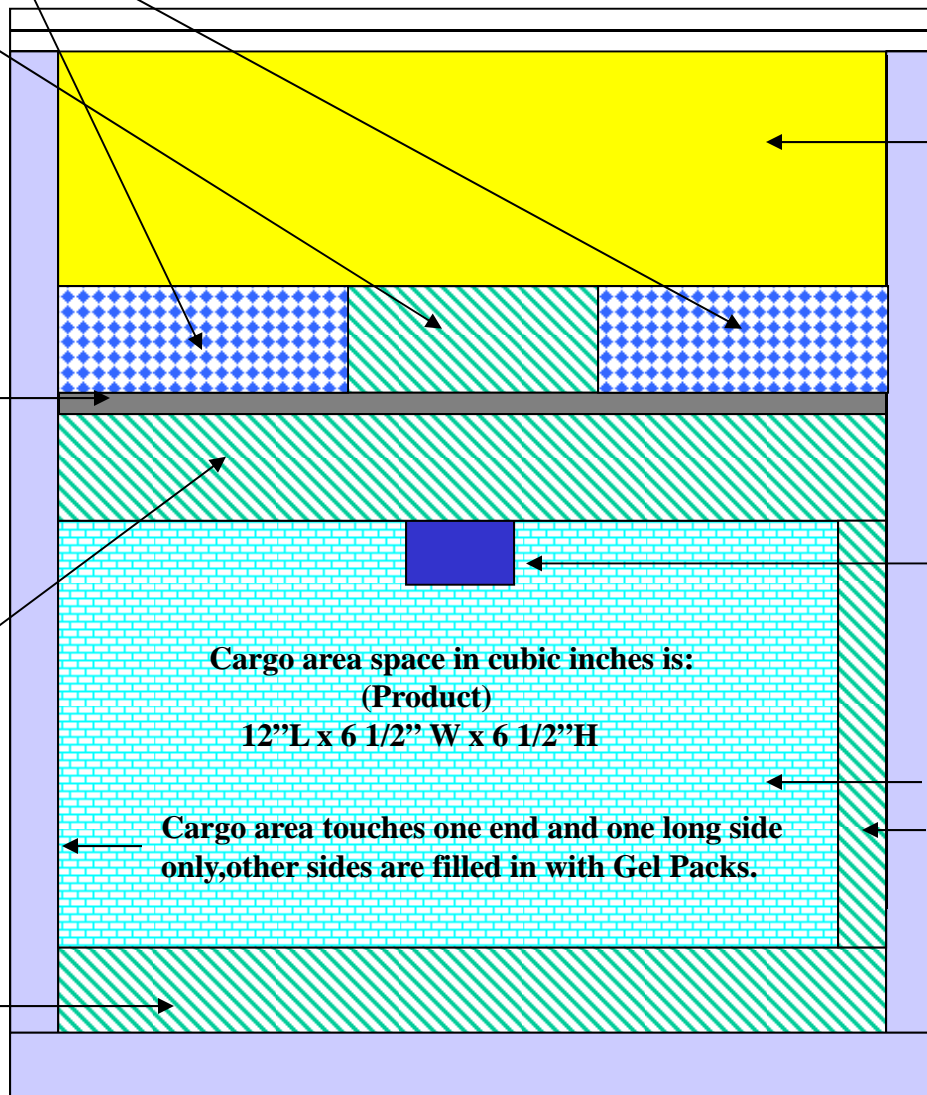 Cargo area space in cubic inches is:
(Product)
12”L x 6 1/2” W x 6 1/2”H
Cargo area touches one end and one long side
only,other sides are filled in with Gel Packs.